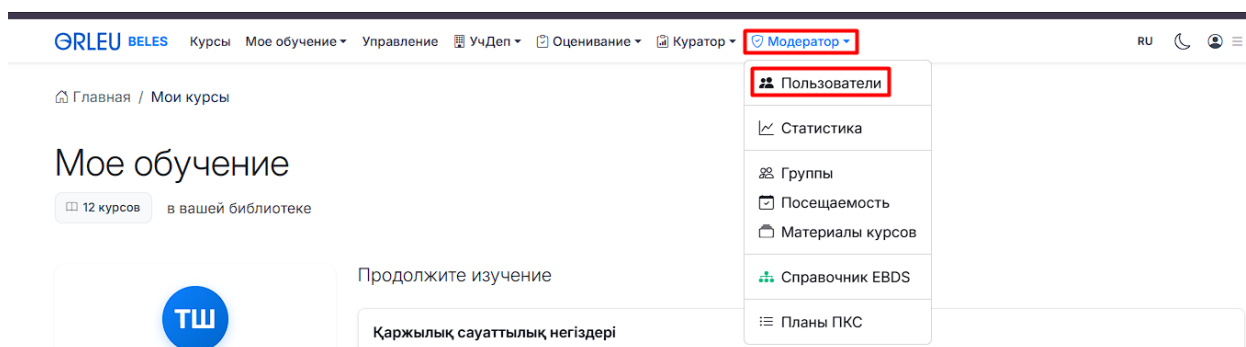 ӨRLEU BELES Курсы Мое обучение Управление УчДеп Оценивание Куратор Модератор RU
Пользователи
Главная / Мои курсы
Статистика
Мое обучение
Группы
12 курсов в вашей библиотеке
Посещаемость
Материалы курсов
Продолжите изучение
Справочник EBDS
ТШ
Планы ПКС
Қаржылық сауаттылық негіздері